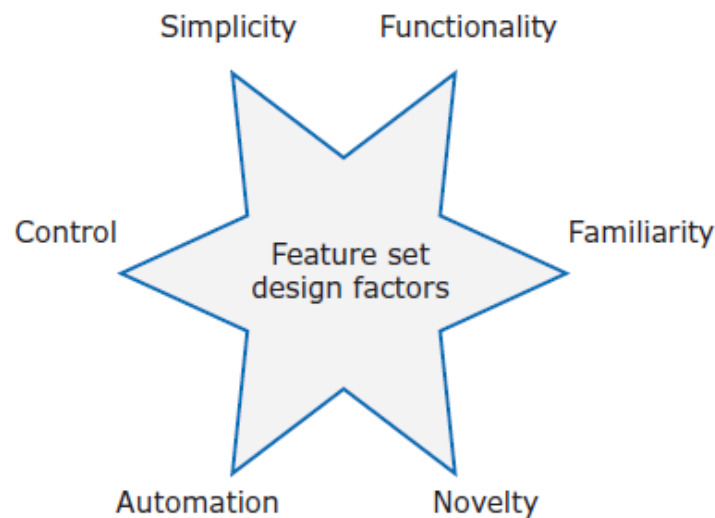 Simplicity
Functionality
Control
Familiarity
Feature set
design factors
Automation
Novelty